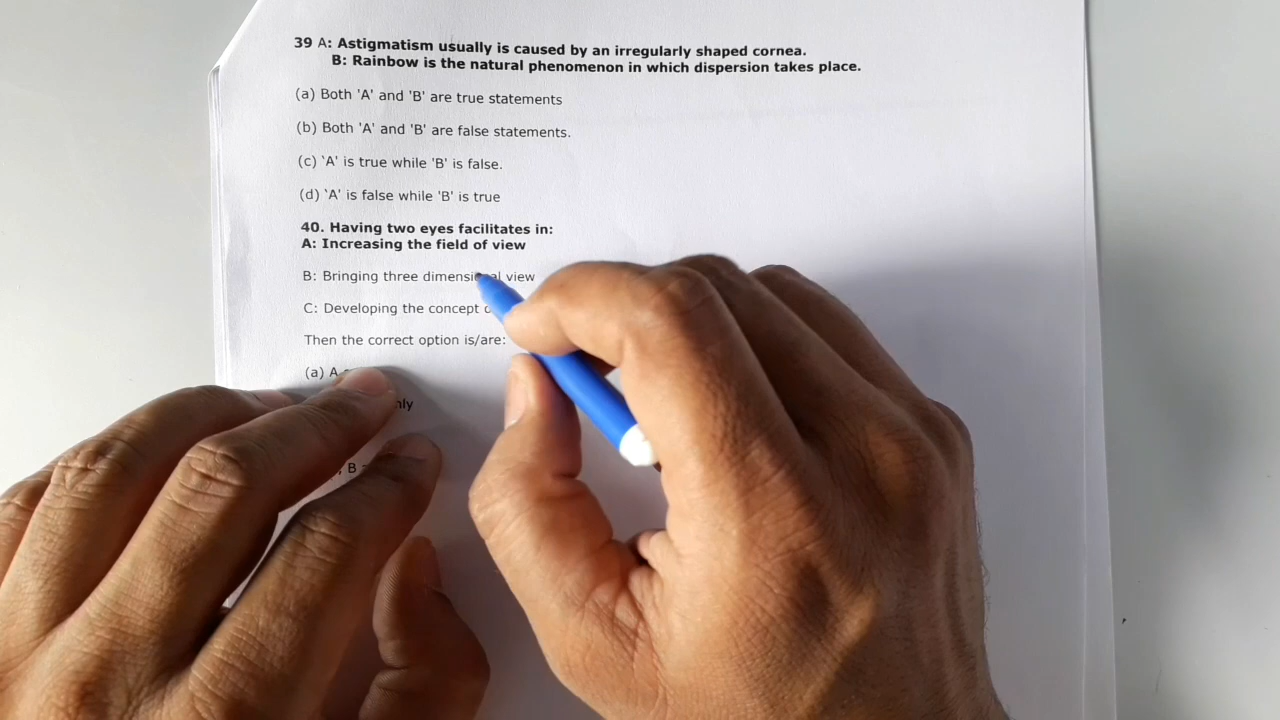 39 A: Astigmatism usually is caused by an irregularly shaped cornea.
B: Rainbow is the natural phenomenon in which dispersion takes place.
(a) Both 'A' and 'B' are true statements
(b) Both 'A' and 'B' are false statements.
(c) 'A' is true while 'B' is false.
(d) 'A' is false while 'B' is true
40. Having two eyes facilitates in:
A: Increasing the field of view
B: Bringing three dimensional view
C: Developing the concept
Then the correct option is/are:
(a) A
, B